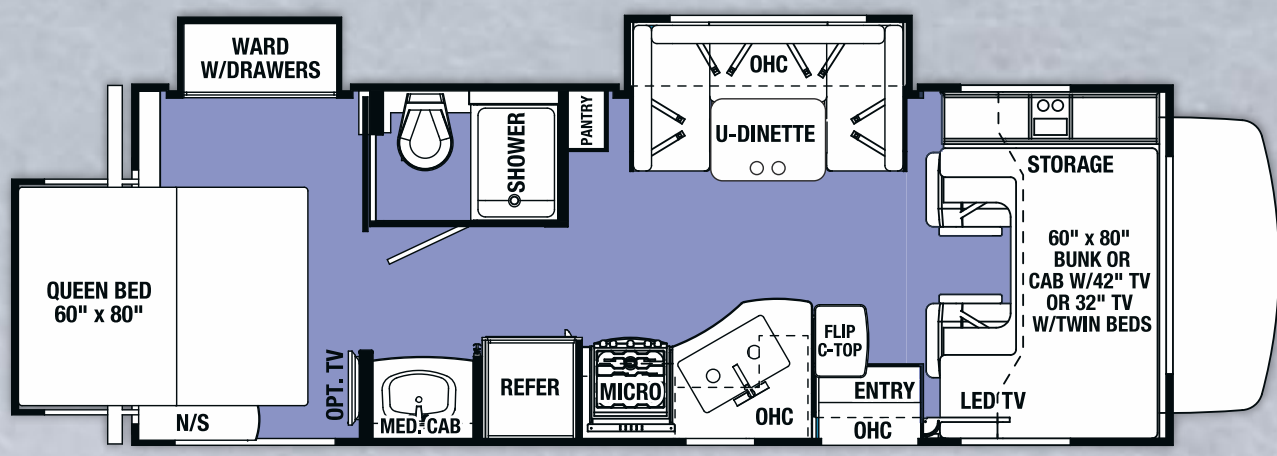 WARD
W/DRAWERS
OHC
U-DINETTE
PANTRY
SHOWER
STORAGE
60" x 80"
BUNK OR
CAB W/42" TV
OR 32" TV
W/TWIN BEDS
QUEEN BED
60" x 80"
N/S
OPT. TV
MED. CAB
REFER
MICRO
OHC
FLIP
C-TOP
ENTRY
OHC
LED TV